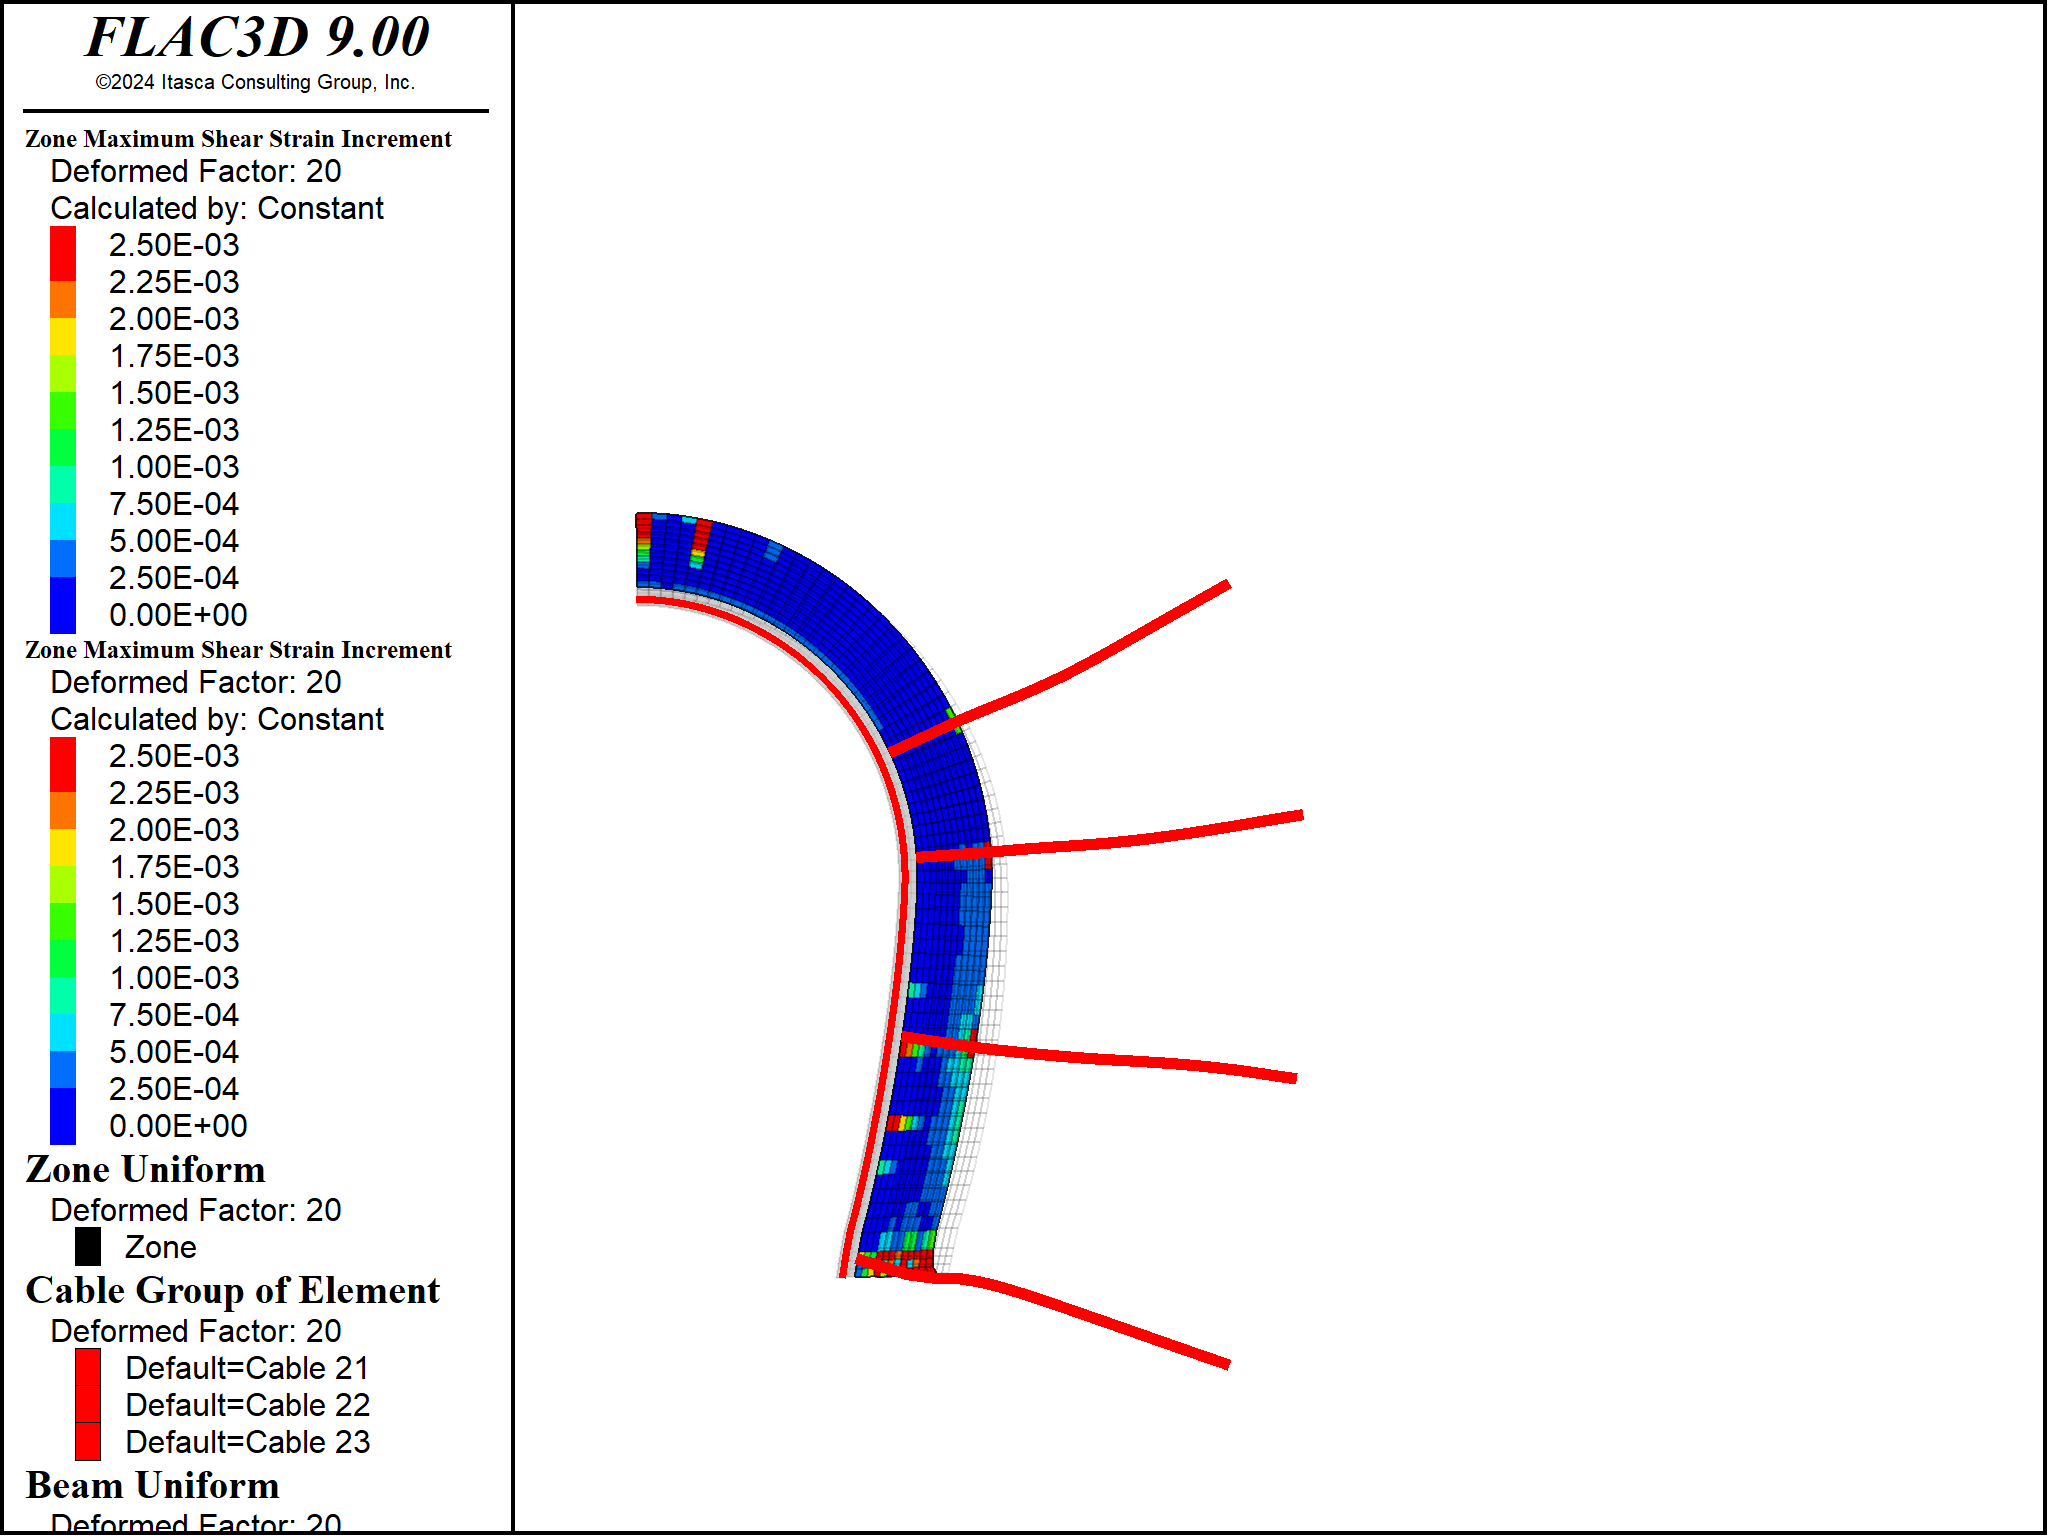 FLAC3D 9.00
©2024 Itasca Consulting Group, Inc.
Zone Maximum Shear Strain Increment
Deformed Factor: 20
Calculated by: Constant
2.50E-03
2.25E-03
2.00E-03
1.75E-03
1.50E-03
1.25E-03
1.00E-03
7.50E-04
5.00E-04
2.50E-04
0.00E+00
Zone Maximum Shear Strain Increment
Deformed Factor: 20
Calculated by: Constant
2.50E-03
2.25E-03
2.00E-03
1.75E-03
1.50E-03
1.25E-03
1.00E-03
7.50E-04
5.00E-04
2.50E-04
0.00E+00
Zone Uniform
Deformed Factor: 20
Zone
Cable Group of Element
Deformed Factor: 20
Default=Cable 21
Default=Cable 22
Default=Cable 23
Beam Uniform
Deformed Factor: 20